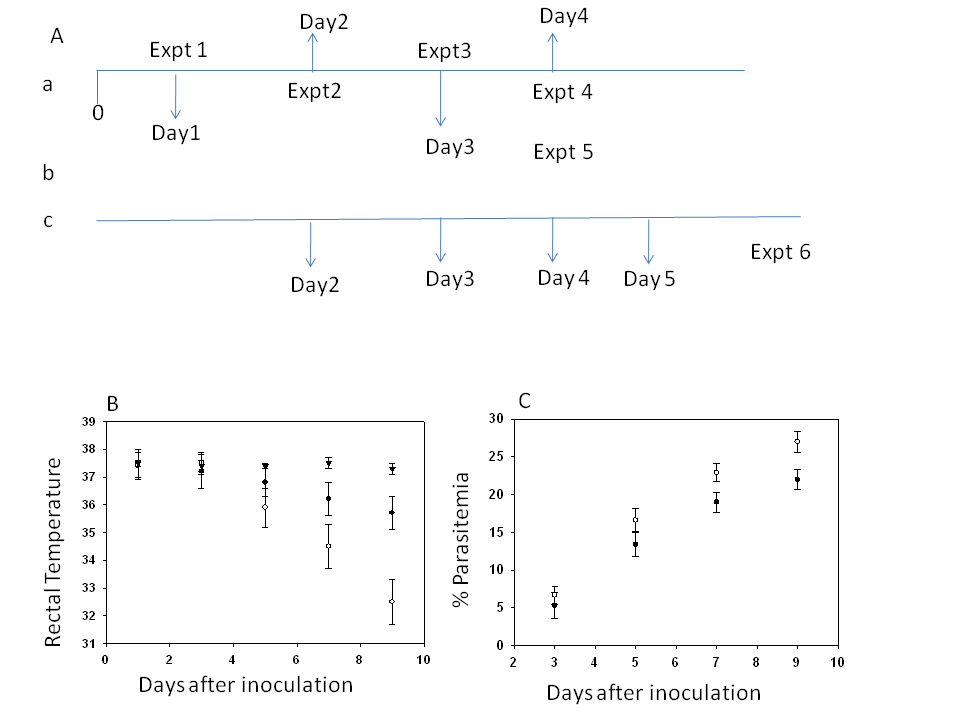 A
Day2
Day4
Expt 1
Expt3
a
Expt2
Expt 4
0
Day1
Day3
Expt 5
b
c
Day2
Day3
Day 4
Day 5
Expt 6
B
39
38
37
36
35
34
33
32
31
0
2
4
6
8
10
Rectal Temperature
Days after inoculation
C
30
25
20
15
10
5
0
2
3
4
5
6
7
8
9
10
% Parasitemia
Days after inoculation